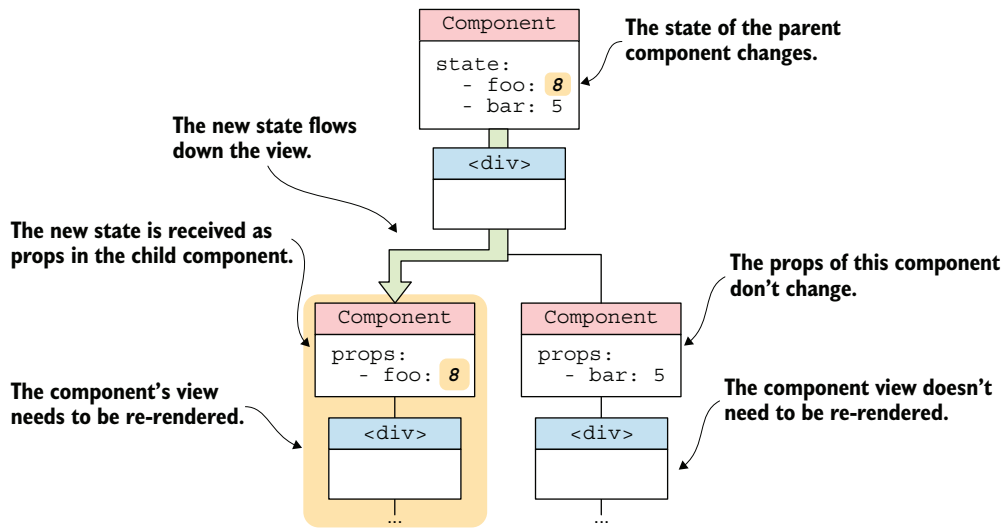 Component
The state of the parent
component changes.
state:
- foo: 8
- bar: 5
The new state flows
down the view.
<div>
The new state is received as
props in the child component.
The props of this component
don't change.
Component
props:
- foo: 8
Component
props:
- bar: 5
The component's view
needs to be re-rendered.
The component view doesn't
need to be re-rendered.
<div>
<div>
...
...